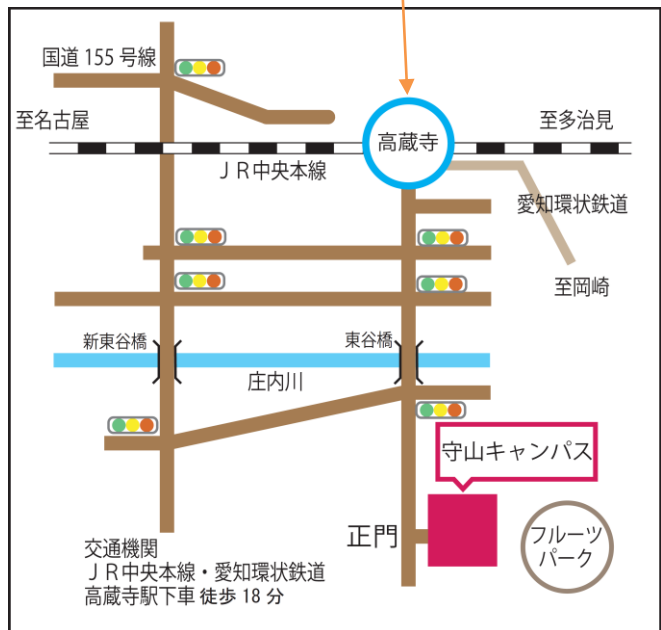 国道 155 号線
至名古屋
高蔵寺
至多治見
ＪＲ中央本線
愛知環状鉄道
至岡崎
新東谷橋
東谷橋
庄内川
守山キャンパス
正門
フルーツ
パーク
交通機関
ＪＲ中央本線・愛知環状鉄道
高蔵寺駅下車 徒歩 18 分